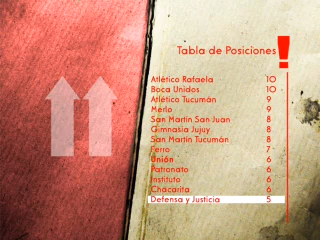 Tabla de Posiciones !
Atlético Rafaela 10
Boca Unidos 10
Atlético Tucumán 9
Merlo 9
San Martín San Juan 8
Gimnasia Jujuy 8
San Martín Tucumán 8
Ferro 7
Unión 6
Patronato 6
Instituto 6
Chacarita 6
Defensa y Justicia 5